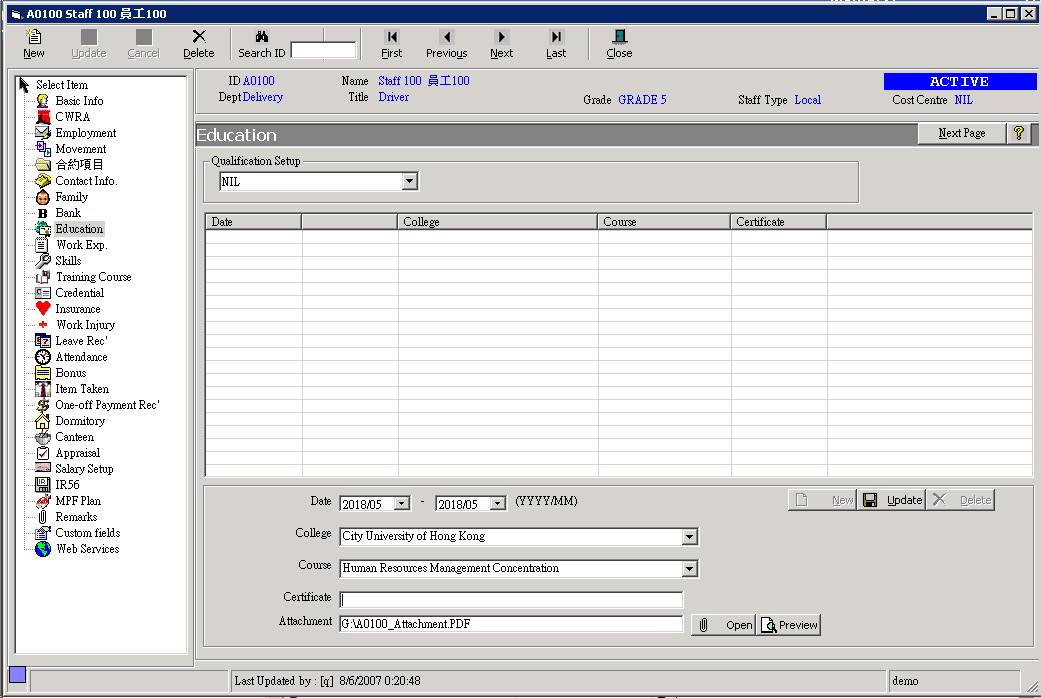 A0100 Staff 100 員工100
New Update Cancel Delete Search ID First Previous Next Last Close
Select Item
Basic Info
CWRA
Employment
Movement
合約項目
Contact Info.
Family
Bank
Education
Work Exp.
Skills
Training Course
Credential
Insurance
Work Injury
Leave Rec'
Attendance
Bonus
Item Taken
One-off Payment Rec'
Dormitory
Canteen
Appraisal
Salary Setup
IR56
MPF Plan
Remarks
Custom fields
Web Services
ID A0100 Name Staff 100 員工100 ACTIVE
Dept Delivery Title Driver Grade GRADE 5 Staff Type Local Cost Centre NIL
Education Next Page ?
Qualification Setup
NIL
Date College Course Certificate
Date 2018/05 - 2018/05 (YYYY/MM) New Update Delete
College City University of Hong Kong
Course Human Resources Management Concentration
Certificate
Attachment G:\A0100_Attachment.PDF Open Preview
Last Updated by : [q] 8/6/2007 0:20:48 demo